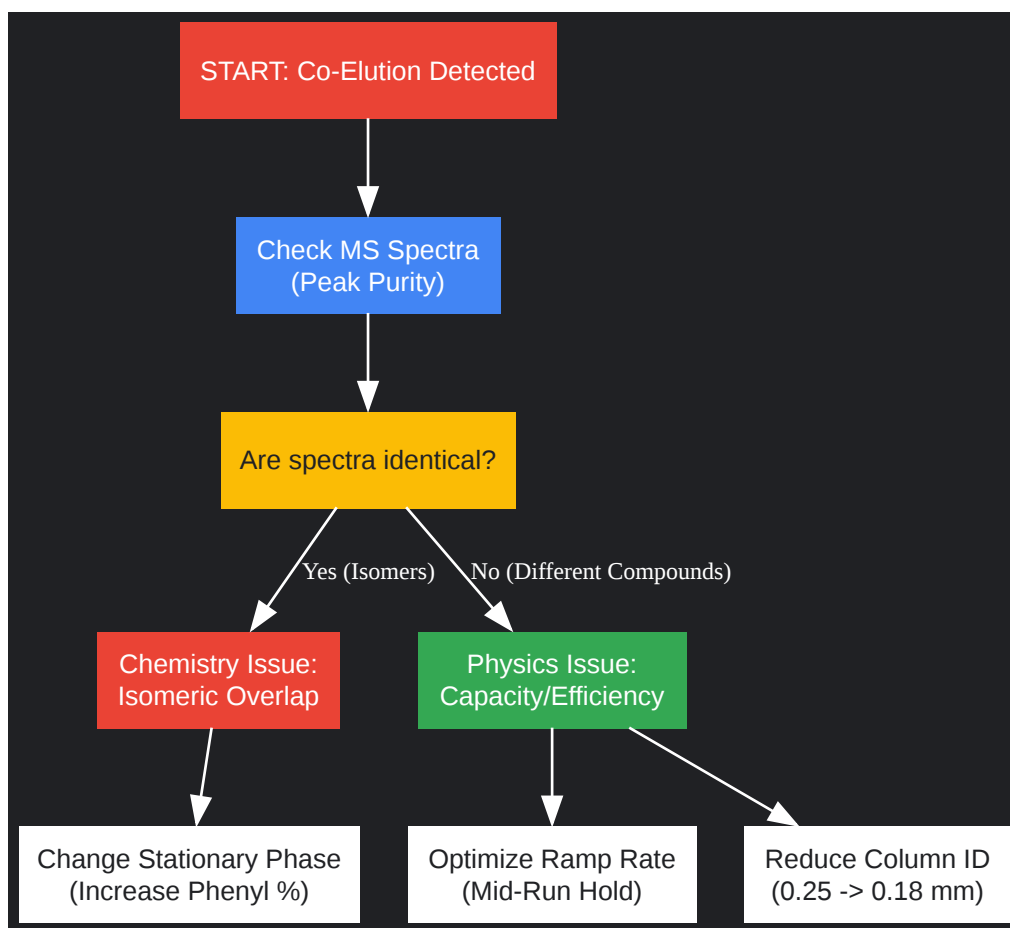 START: Co-Elution Detected
Check MS Spectra
(Peak Purity)
Are spectra identical?
Yes (Isomers)
No (Different Compounds)
Chemistry Issue:
Isomeric Overlap
Physics Issue:
Capacity/Efficiency
Change Stationary Phase
(Increase Phenyl %)
Optimize Ramp Rate
(Mid-Run Hold)
Reduce Column ID
(0.25 -> 0.18 mm)